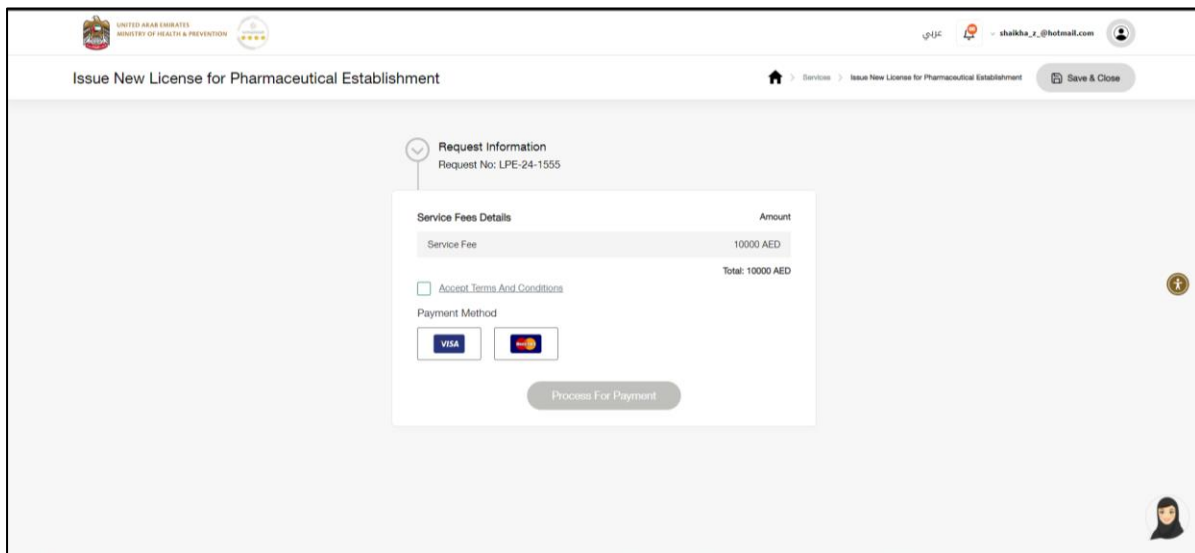 UNITED ARAB EMIRATES
MINISTRY OF HEALTH & PREVENTION
عربي
shaikha_z_@hotmail.com
Issue New License for Pharmaceutical Establishment
Services > Issue New License for Pharmaceutical Establishment
Save & Close
Request Information
Request No: LPE-24-1555
Service Fees Details Amount
Service Fee 10000 AED
Total: 10000 AED
Accept Terms And Conditions
Payment Method
VISA
Process For Payment